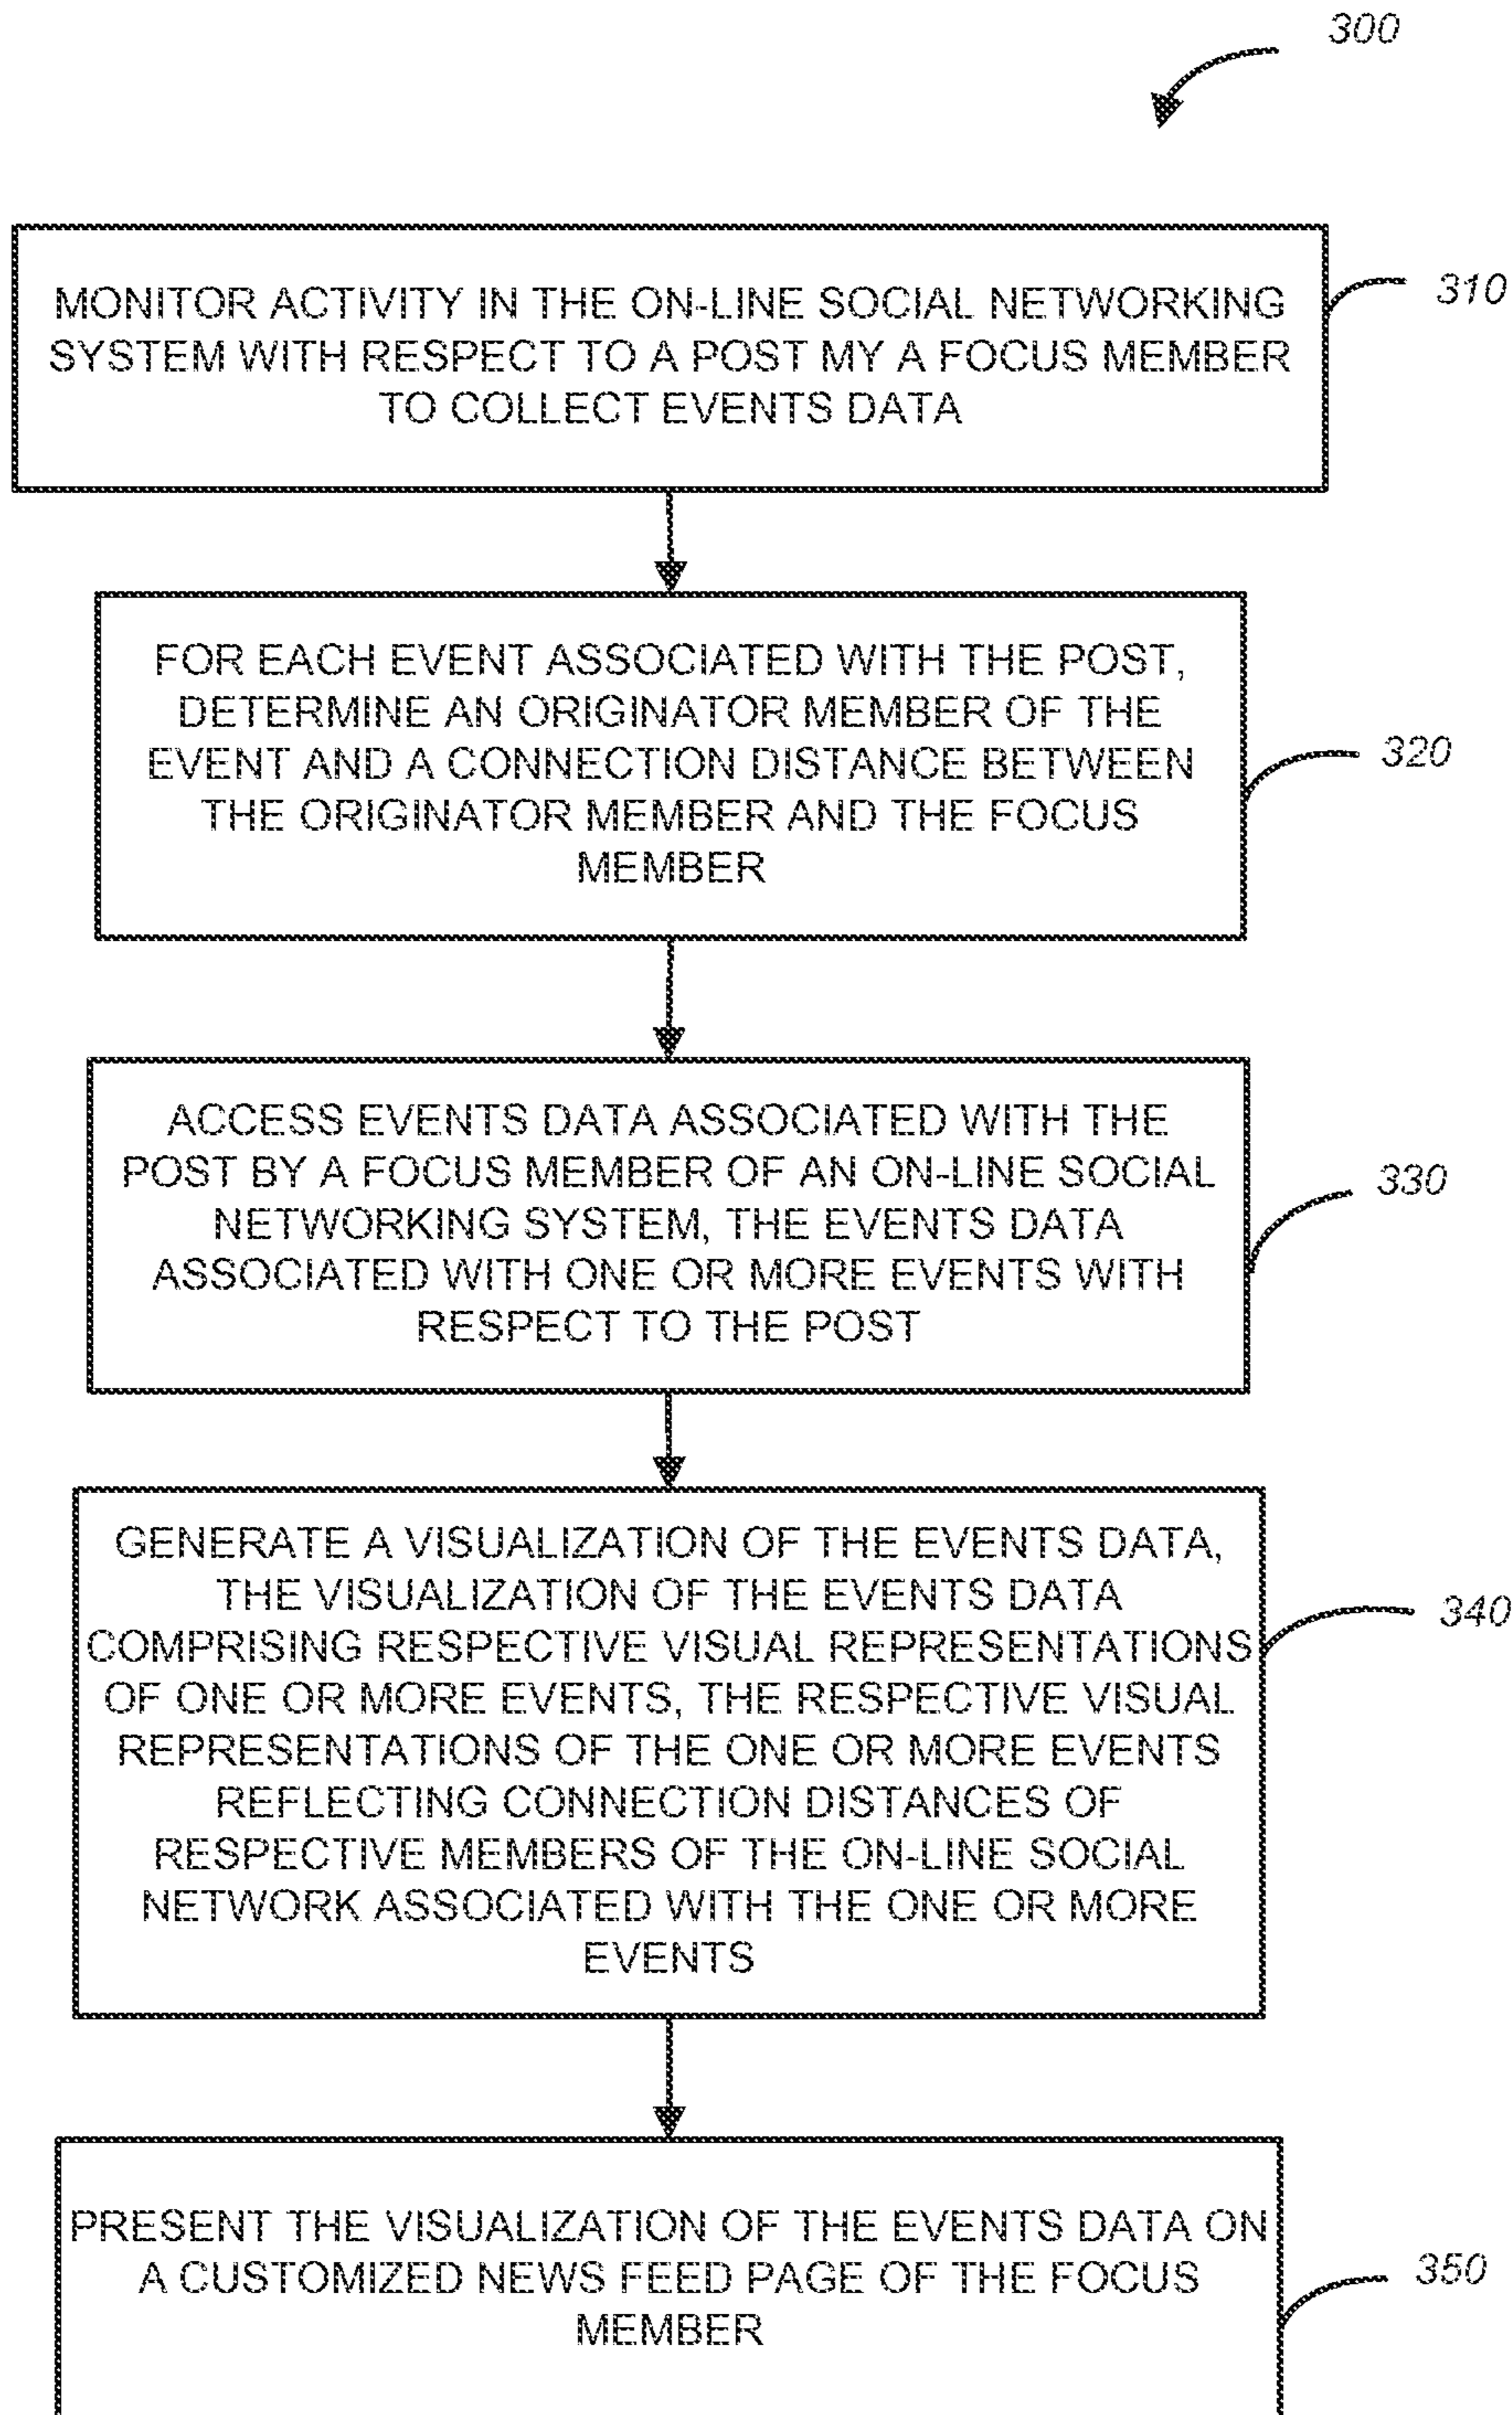 300
MONITOR ACTIVITY IN THE ON-LINE SOCIAL NETWORKING
SYSTEM WITH RESPECT TO A POST MY A FOCUS MEMBER
TO COLLECT EVENTS DATA
310
FOR EACH EVENT ASSOCIATED WITH THE POST,
DETERMINE AN ORIGINATOR MEMBER OF THE
EVENT AND A CONNECTION DISTANCE BETWEEN
THE ORIGINATOR MEMBER AND THE FOCUS
MEMBER
320
ACCESS EVENTS DATA ASSOCIATED WITH THE
POST BY A FOCUS MEMBER OF AN ON-LINE SOCIAL
NETWORKING SYSTEM, THE EVENTS DATA
ASSOCIATED WITH ONE OR MORE EVENTS WITH
RESPECT TO THE POST
330
GENERATE A VISUALIZATION OF THE EVENTS DATA,
THE VISUALIZATION OF THE EVENTS DATA
COMPRISING RESPECTIVE VISUAL REPRESENTATIONS
OF ONE OR MORE EVENTS, THE RESPECTIVE VISUAL
REPRESENTATIONS OF THE ONE OR MORE EVENTS
REFLECTING CONNECTION DISTANCES OF
RESPECTIVE MEMBERS OF THE ON-LINE SOCIAL
NETWORK ASSOCIATED WITH THE ONE OR MORE
EVENTS
340
PRESENT THE VISUALIZATION OF THE EVENTS DATA ON
A CUSTOMIZED NEWS FEED PAGE OF THE FOCUS
MEMBER
350